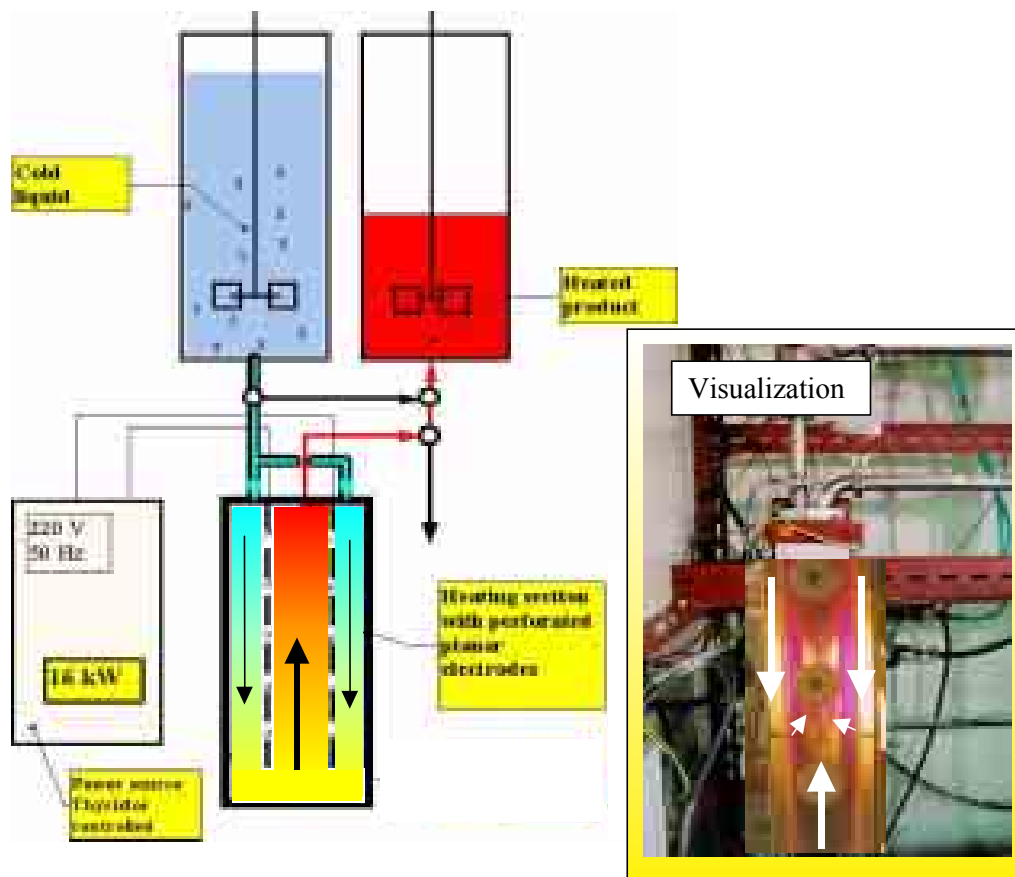 Cold
liquid
Heated
product
Visualization
220 V
50 Hz
Heating section
with perforated
planar
electrodes
16 kW
Power source
controlled